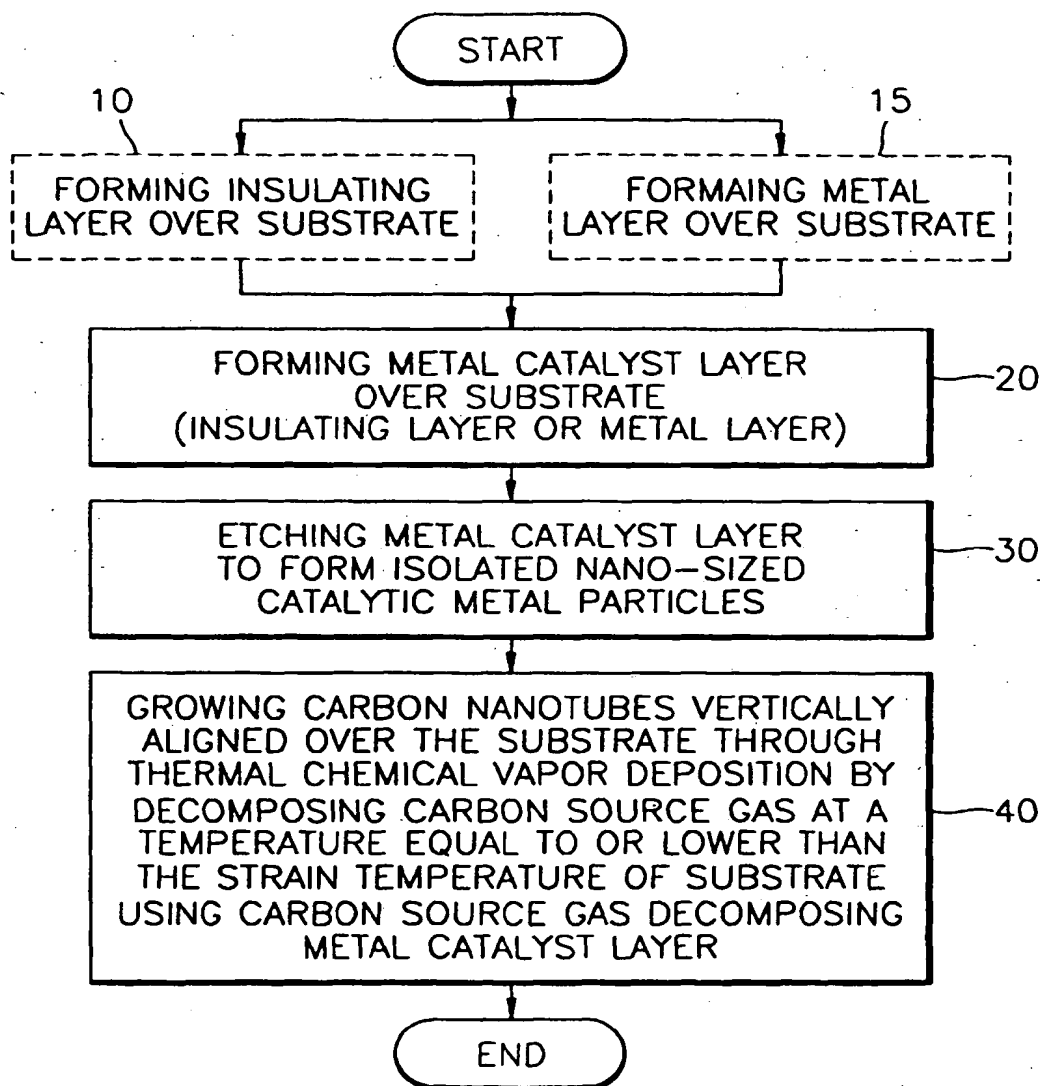 START
10
15
FORMING INSULATING
LAYER OVER SUBSTRATE
FORMAING METAL
LAYER OVER SUBSTRATE
FORMING METAL CATALYST LAYER
OVER SUBSTRATE
(INSULATING LAYER OR METAL LAYER)
20
ETCHING METAL CATALYST LAYER
TO FORM ISOLATED NANO-SIZED
CATALYTIC METAL PARTICLES
30
GROWING CARBON NANOTUBES VERTICALLY
ALIGNED OVER THE SUBSTRATE THROUGH
THERMAL CHEMICAL VAPOR DEPOSITION BY
DECOMPOSING CARBON SOURCE GAS AT A
TEMPERATURE EQUAL TO OR LOWER THAN
THE STRAIN TEMPERATURE OF SUBSTRATE
USING CARBON SOURCE GAS DECOMPOSING
METAL CATALYST LAYER
40
END